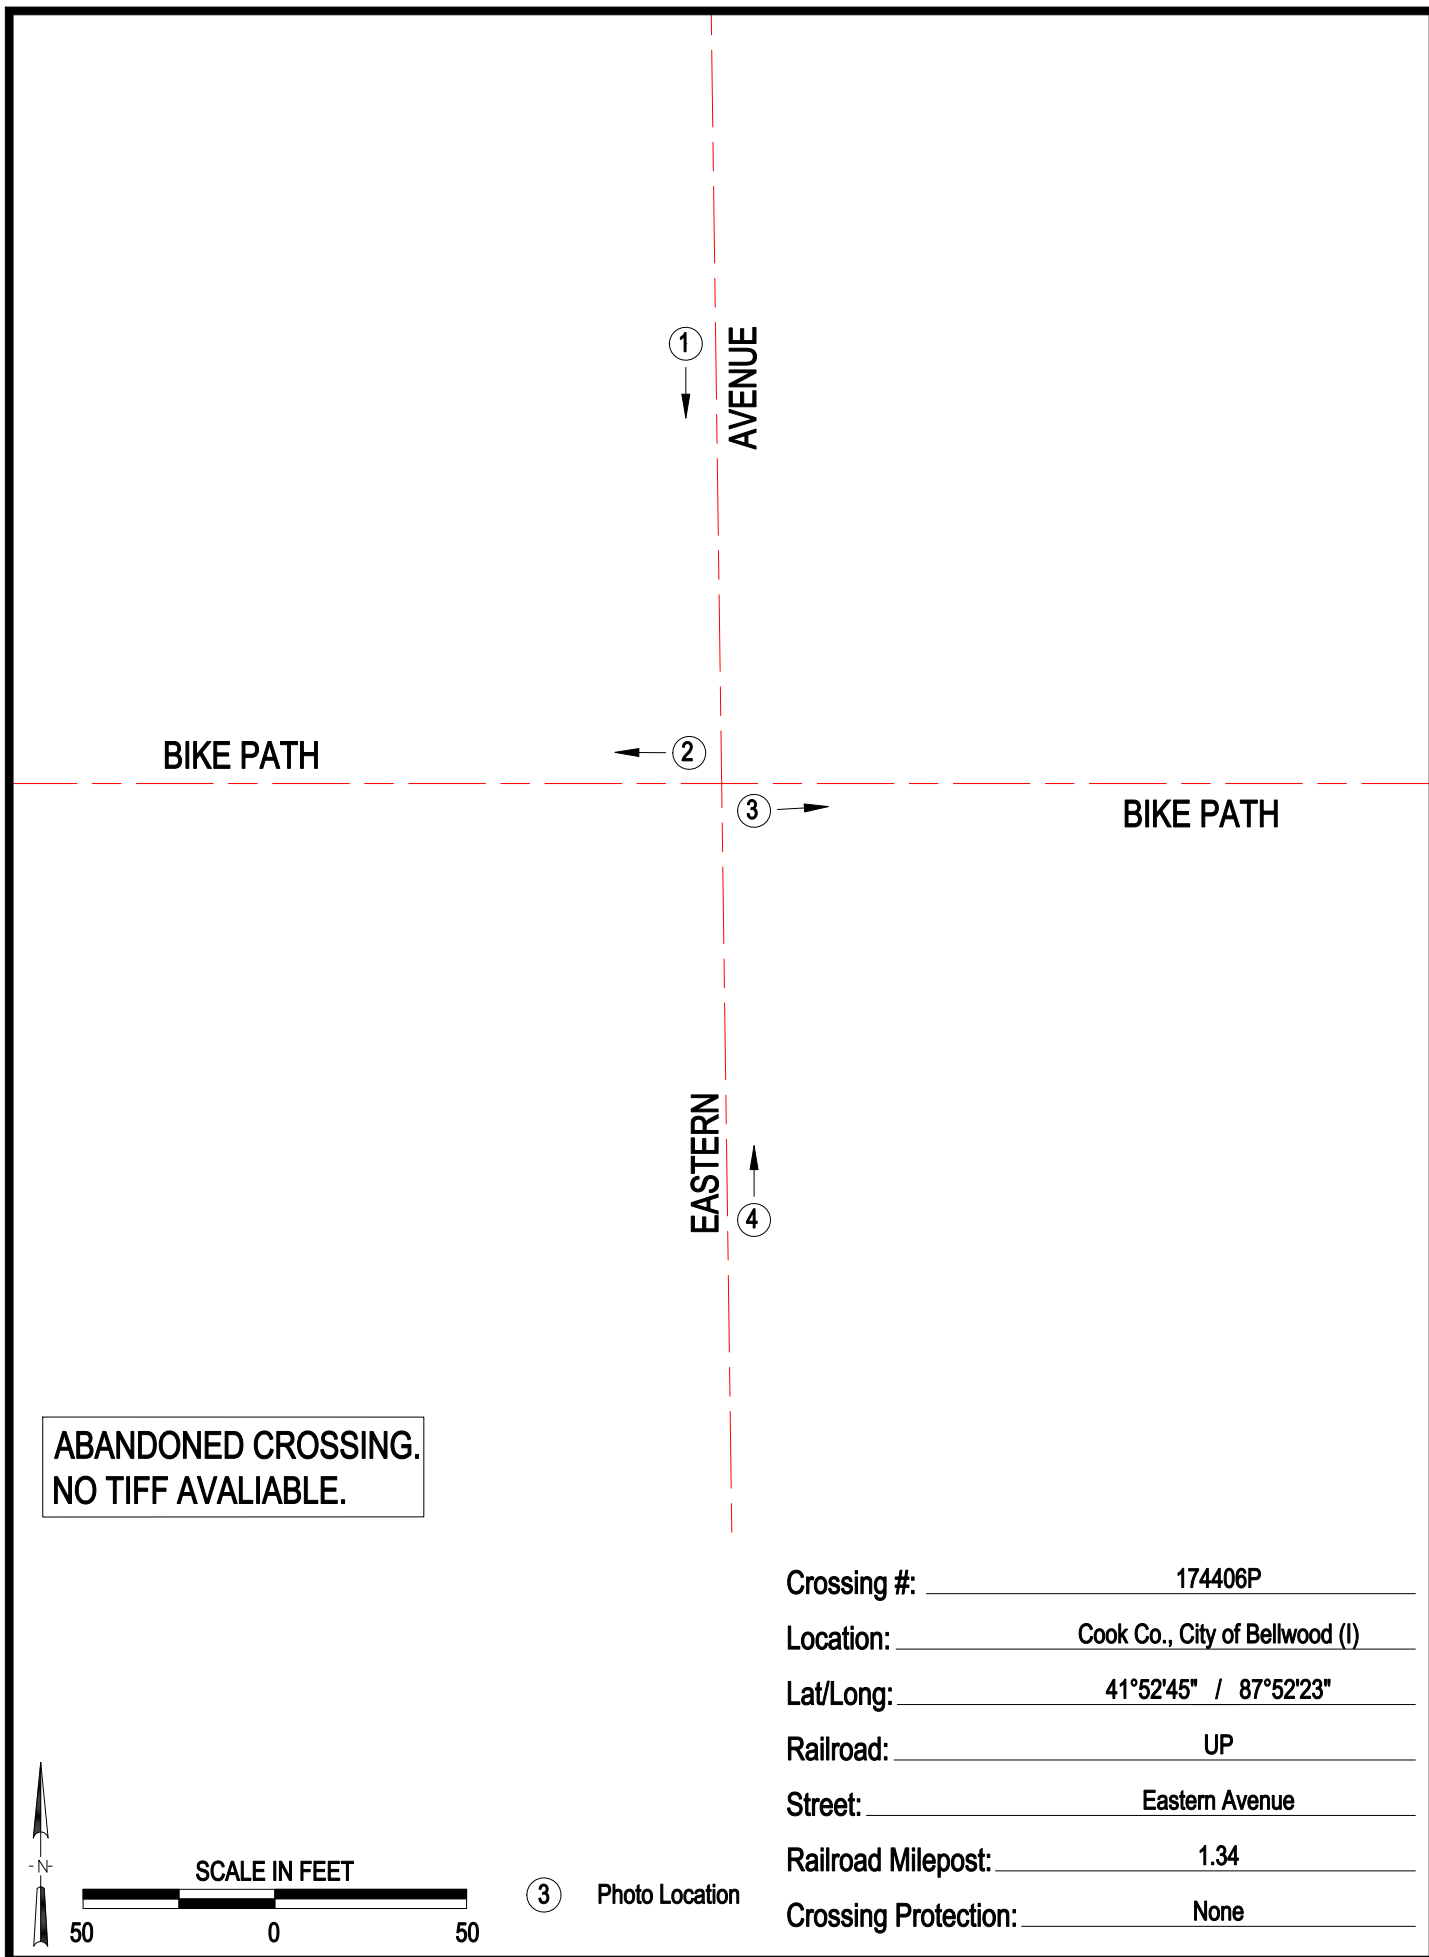 1
AVENUE
BIKE PATH
2
3
BIKE PATH
EASTERN
4
ABANDONED CROSSING.
NO TIFF AVALIABLE.
Crossing #: 174406P
Location: Cook Co., City of Bellwood (I)
Lat/Long: 41°52'45" / 87°52'23"
Railroad: UP
Street: Eastern Avenue
Railroad Milepost: 1.34
Crossing Protection: None
-N-
SCALE IN FEET
50 0 50
3 Photo Location